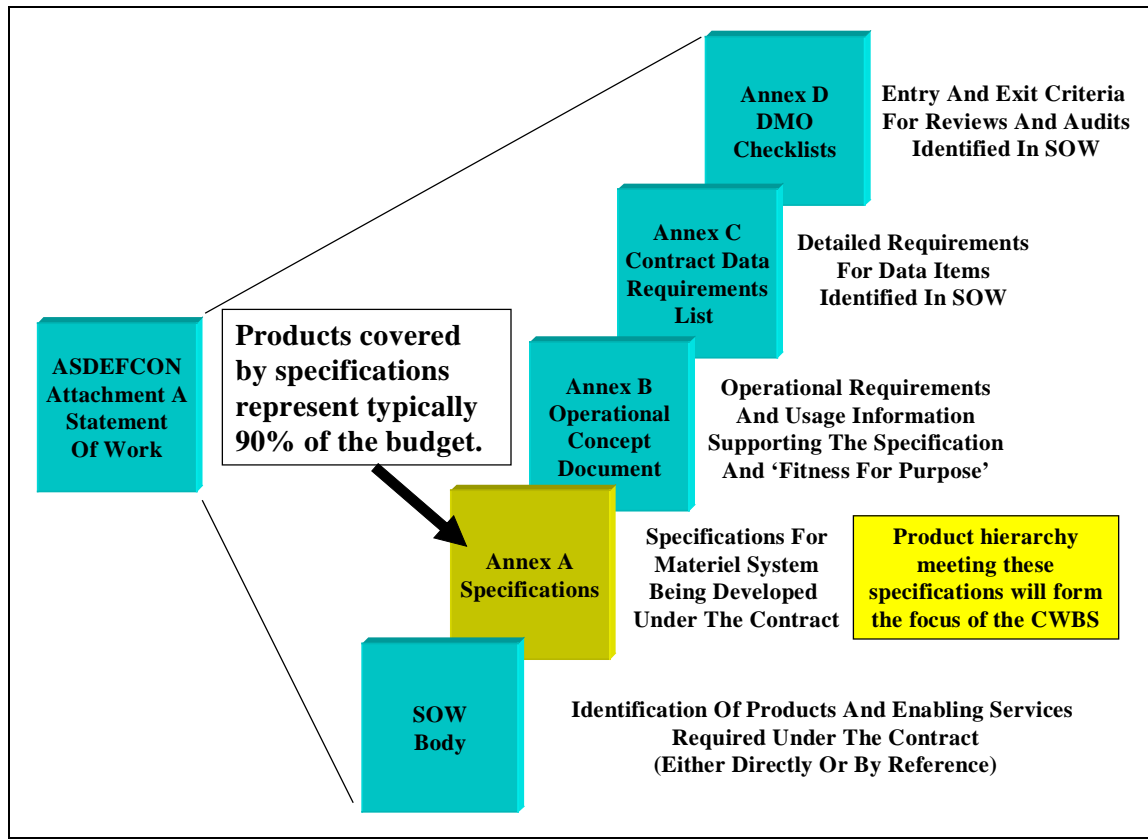 Annex D
DMO
Checklists
Entry And Exit Criteria
For Reviews And Audits
Identified In SOW
Annex C
Contract Data
Requirements
List
Detailed Requirements
For Data Items
Identified In SOW
ASDEFCON
Attachment A
Statement
Of Work
Products covered
by specifications
represent typically
90% of the budget.
Annex B
Operational
Concept
Document
Operational Requirements
And Usage Information
Supporting The Specification
And ‘Fitness For Purpose’
Annex A
Specifications
Specifications For
Materiel System
Being Developed
Under The Contract
Product hierarchy
meeting these
specifications will form
the focus of the CWBS
SOW
Body
Identification Of Products And Enabling Services
Required Under The Contract
(Either Directly Or By Reference)